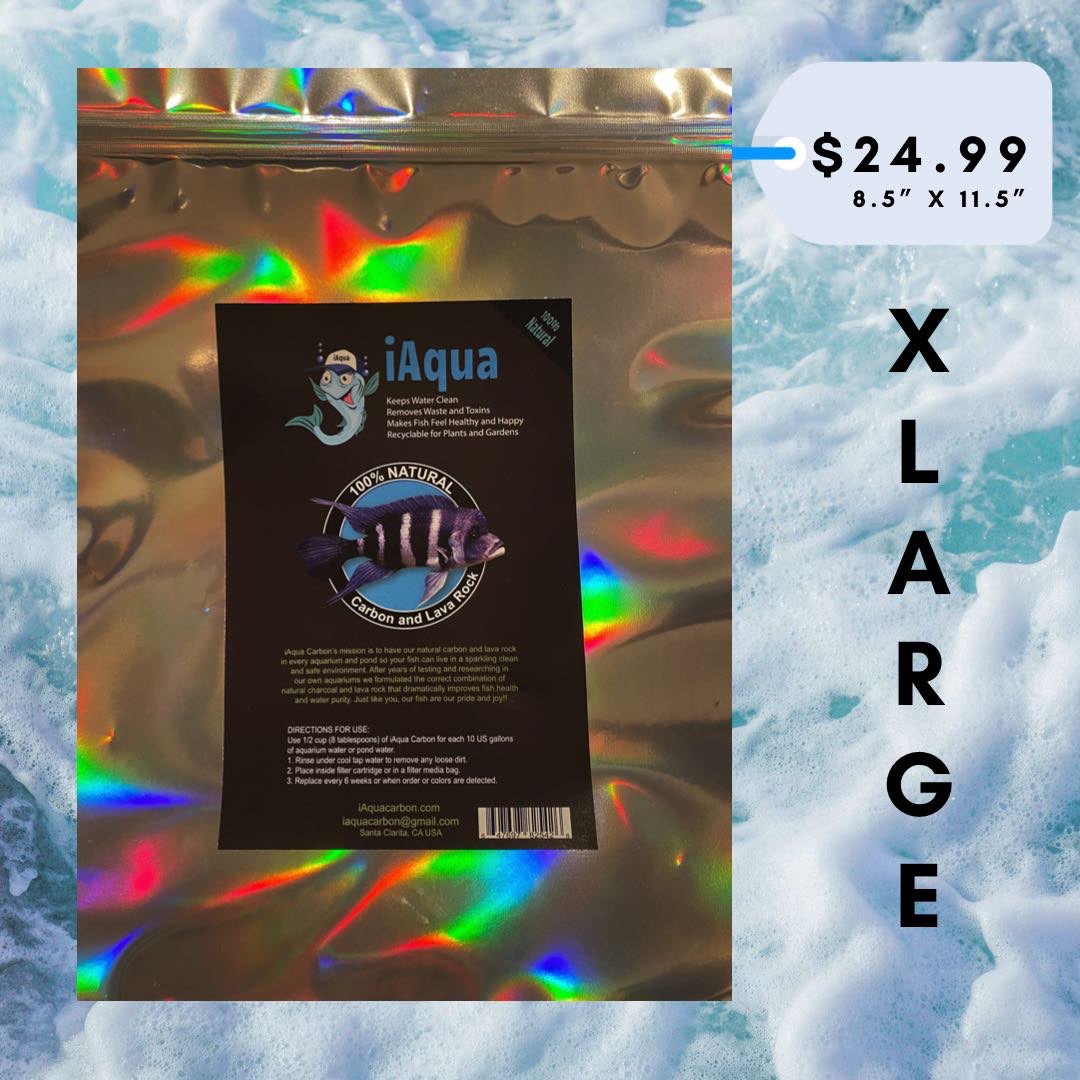 $24.99
8.5” X 11.5”
XLARGE
100%
Natural
iAqua
iAqua
Keeps Water Clean
Removes Waste and Toxins
Makes Fish Feel Healthy and Happy
Recyclable for Plants and Gardens
100% NATURAL
Carbon and Lava Rock
iAqua Carbon's mission is to have our natural carbon and lava rock
in every aquarium and pond so your fish can live in a sparkling clean
and safe environment. After years of testing and researching in
our own aquariums we formulated the correct combination of
natural charcoal and lava rock that dramatically improves fish health
and water purity. Just like you, our fish are our pride and joy!!
DIRECTIONS FOR USE:
Use 1/2 cup (8 tablespoons) of iAqua Carbon for each 10 US gallons
of aquarium water or pond water.
1. Rinse under cool tap water to remove any loose dirt.
2. Place inside filter cartridge or in a filter media bag.
3. Replace every 6 weeks or when order or colors are detected.
iAquacarbon.com
iaquacarbon@gmail.com
Santa Clarita, CA USA